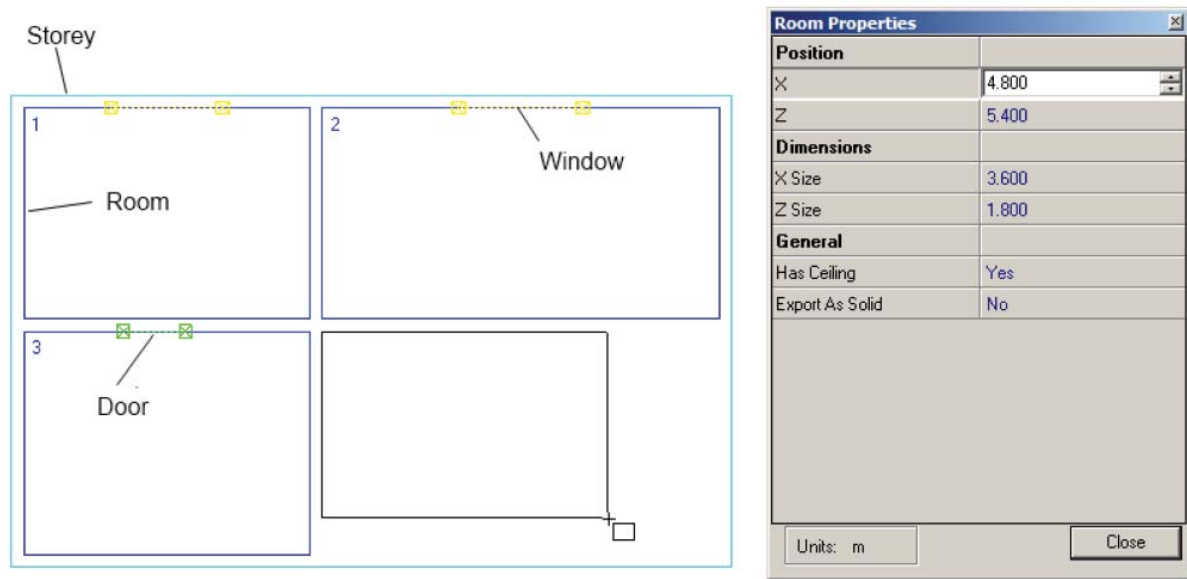 Storey
1
2
Window
Room
3
Door
Room Properties
Position
X 4.800
Z 5.400
Dimensions
X Size 3.600
Z Size 1.800
General
Has Ceiling Yes
Export As Solid No
Units: m Close